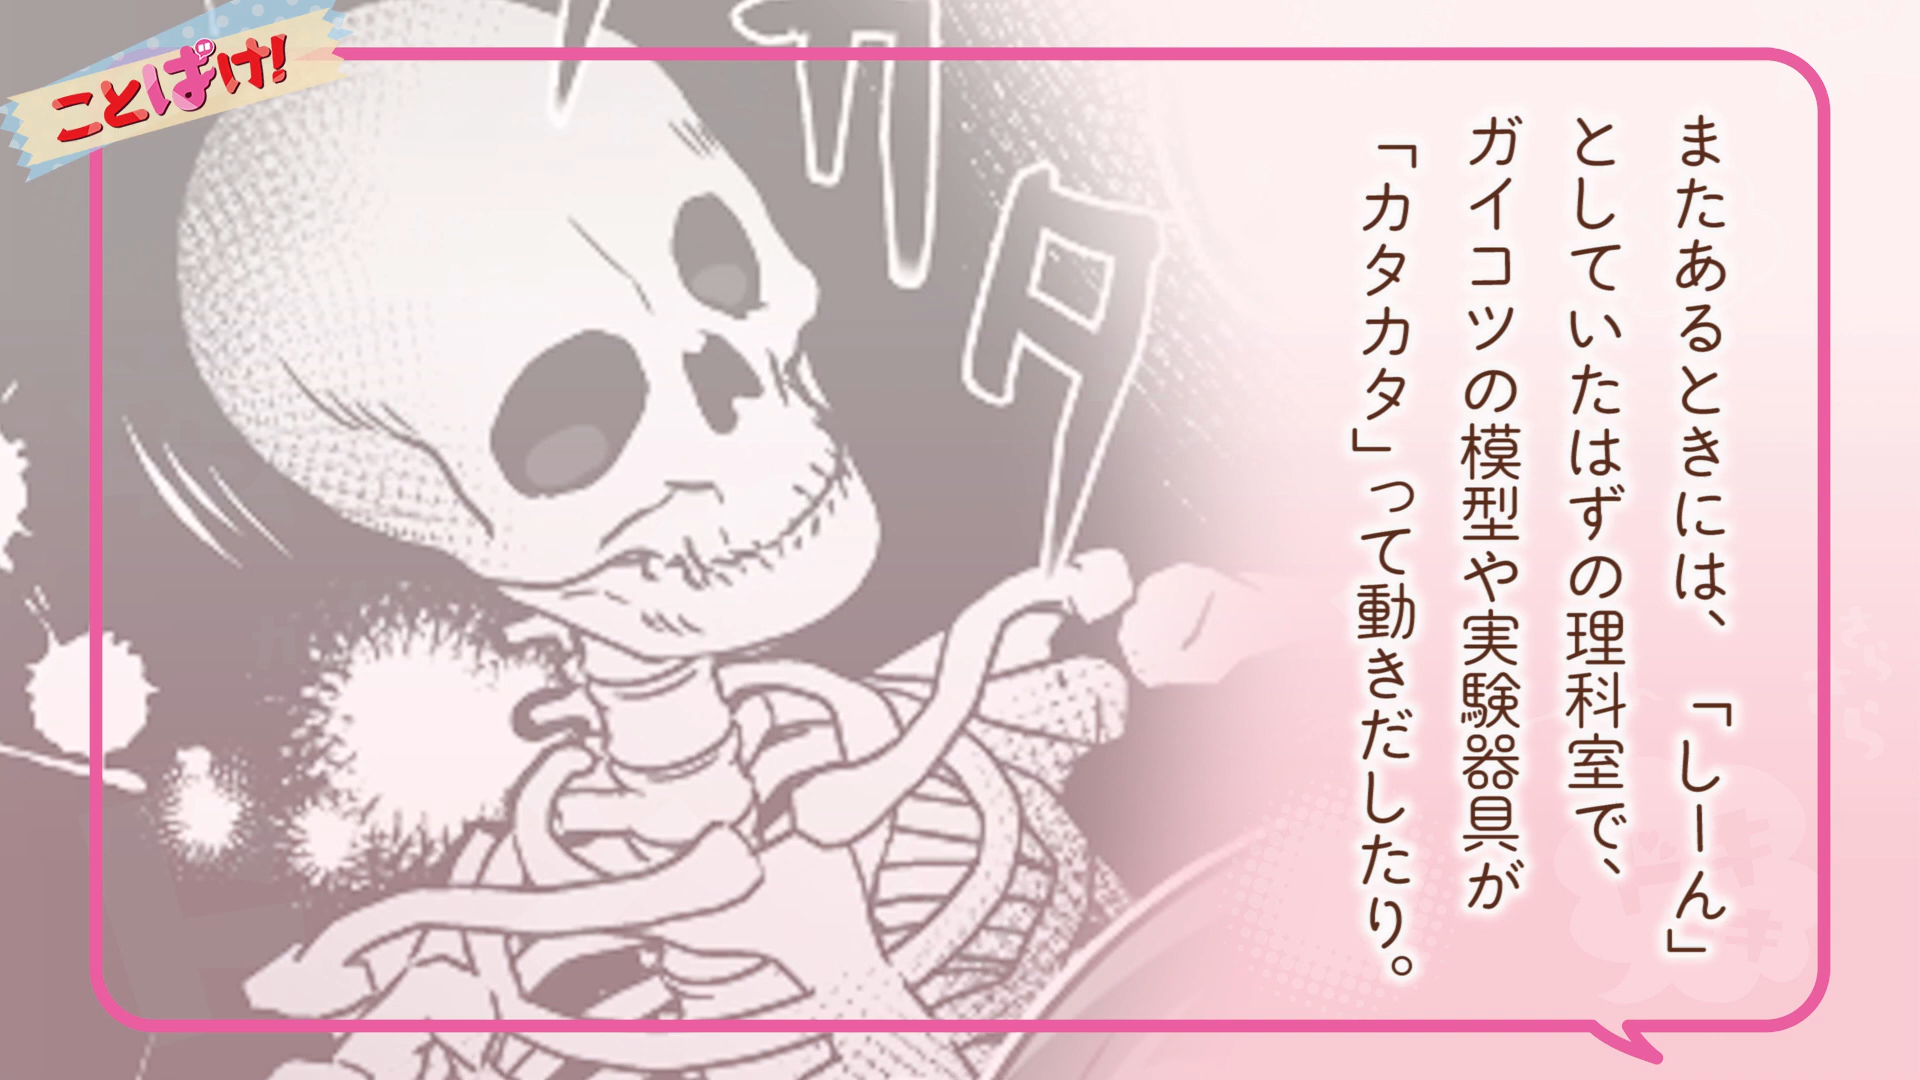 ことばけ!
またあるときには、「しーん」
としていたはずの理科室で、
ガイコツの模型や実験器具が
「カタカタ」って動きだしたり。
カ
タ